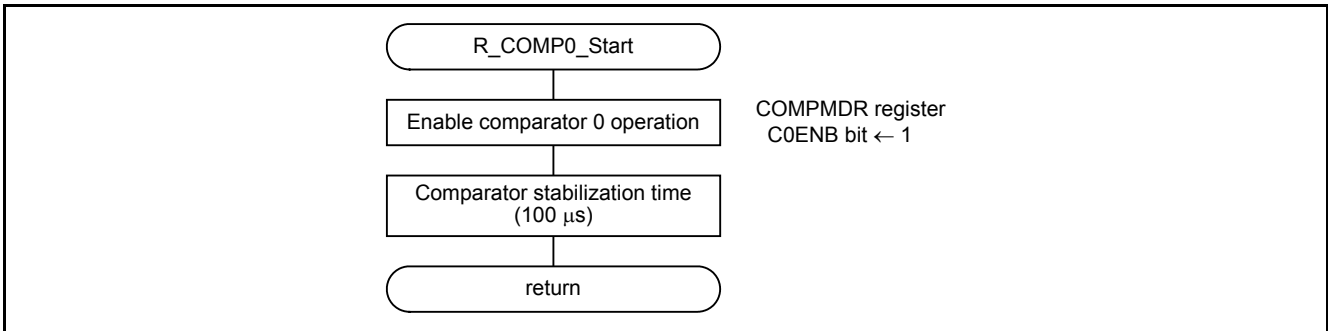 R_COMP0_Start
Enable comparator 0 operation
COMPMDR register
C0ENB bit ← 1
Comparator stabilization time
(100 μs)
return